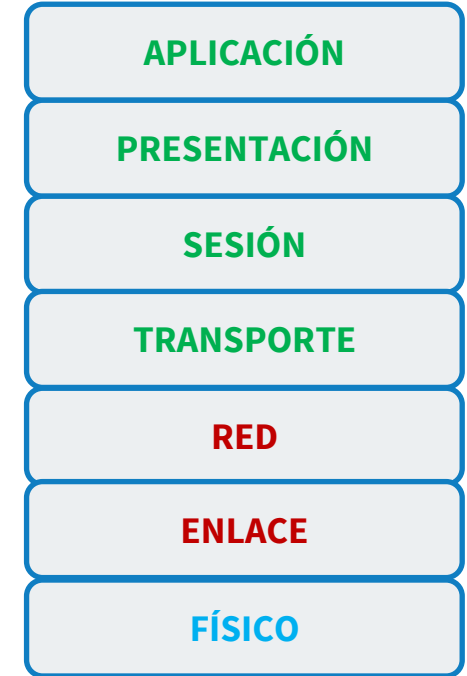 APLICACIÓN
PRESENTACIÓN
SESIÓN
TRANSPORTE
RED
ENLACE
FÍSICO